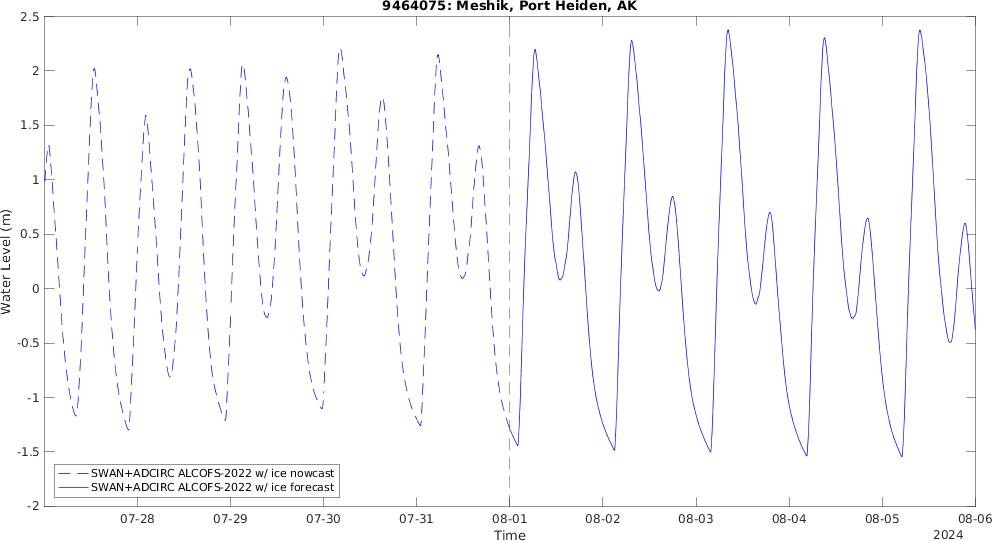 9464075: Meshik, Port Heiden, AK
Water Level (m)
2.5
2
1.5
1
0.5
0
-0.5
-1
-1.5
-2
SWAN+ADCIRC ALCOFS-2022 w/ ice nowcast
SWAN+ADCIRC ALCOFS-2022 w/ ice forecast
07-28 07-29 07-30 07-31 08-01 08-02 08-03 08-04 08-05 08-06
Time
2024